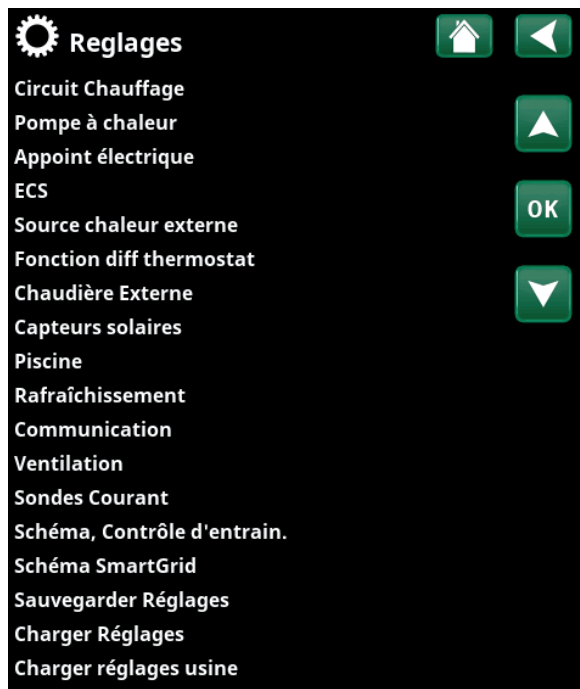 Reglages
Circuit Chauffage
Pompe à chaleur
Appoint électrique
ECS
OK
Source chaleur externe
Fonction diff thermostat
Chaudière Externe
Capteurs solaires
Piscine
Rafraîchissement
Communication
Ventilation
Sondes Courant
Schéma, Contrôle d'entrain.
Schéma SmartGrid
Sauvegarder Réglages
Charger Réglages
Charger réglages usine